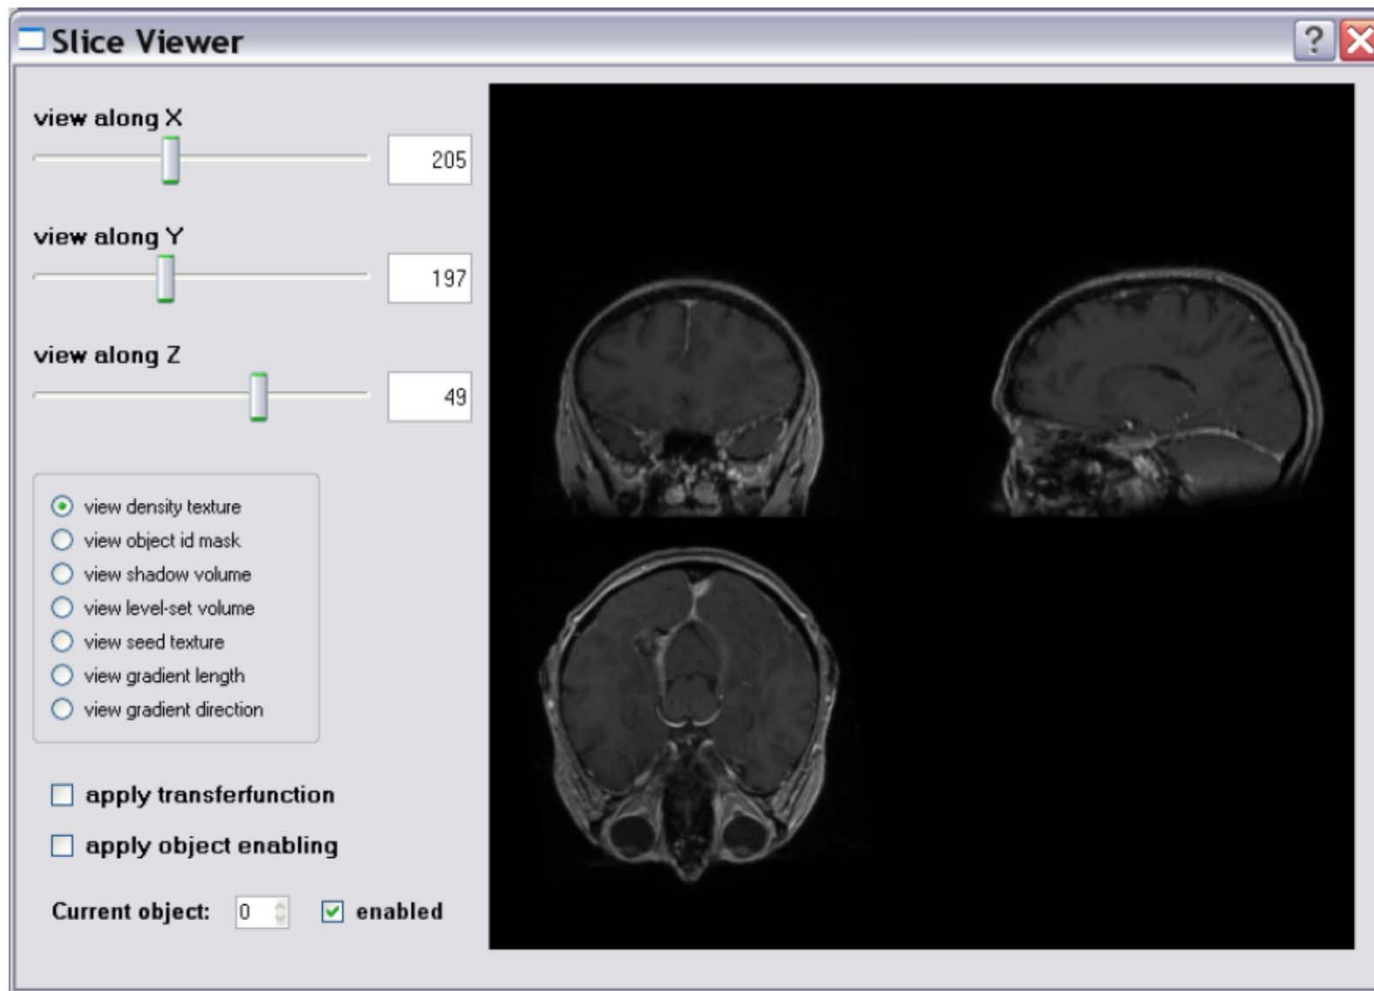 Slice Viewer
view along X
205
view along Y
197
view along Z
49
view density texture
view object id mask
view shadow volume
view level-set volume
view seed texture
view gradient length
view gradient direction
apply transferfunction
apply object enabling
Current object: 0 enabled